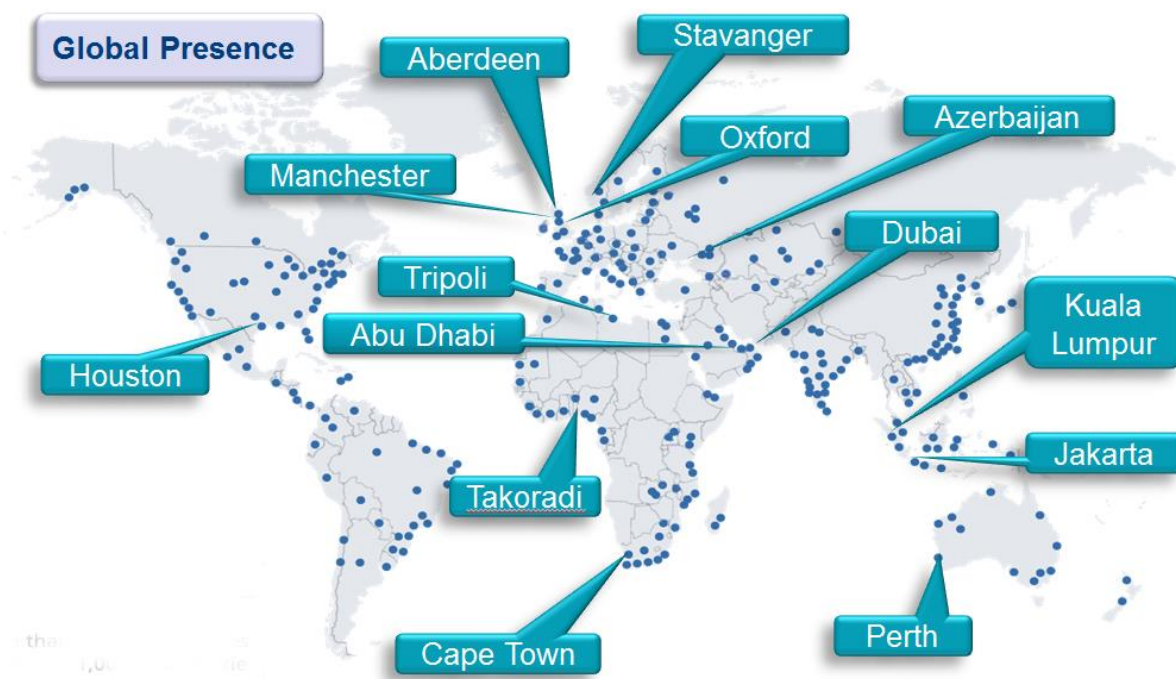 Global Presence
Stavanger
Aberdeen
Azerbaijan
Oxford
Manchester
Dubai
Tripoli
Kuala
Lumpur
Abu Dhabi
Houston
Jakarta
Takoradi
Perth
Cape Town